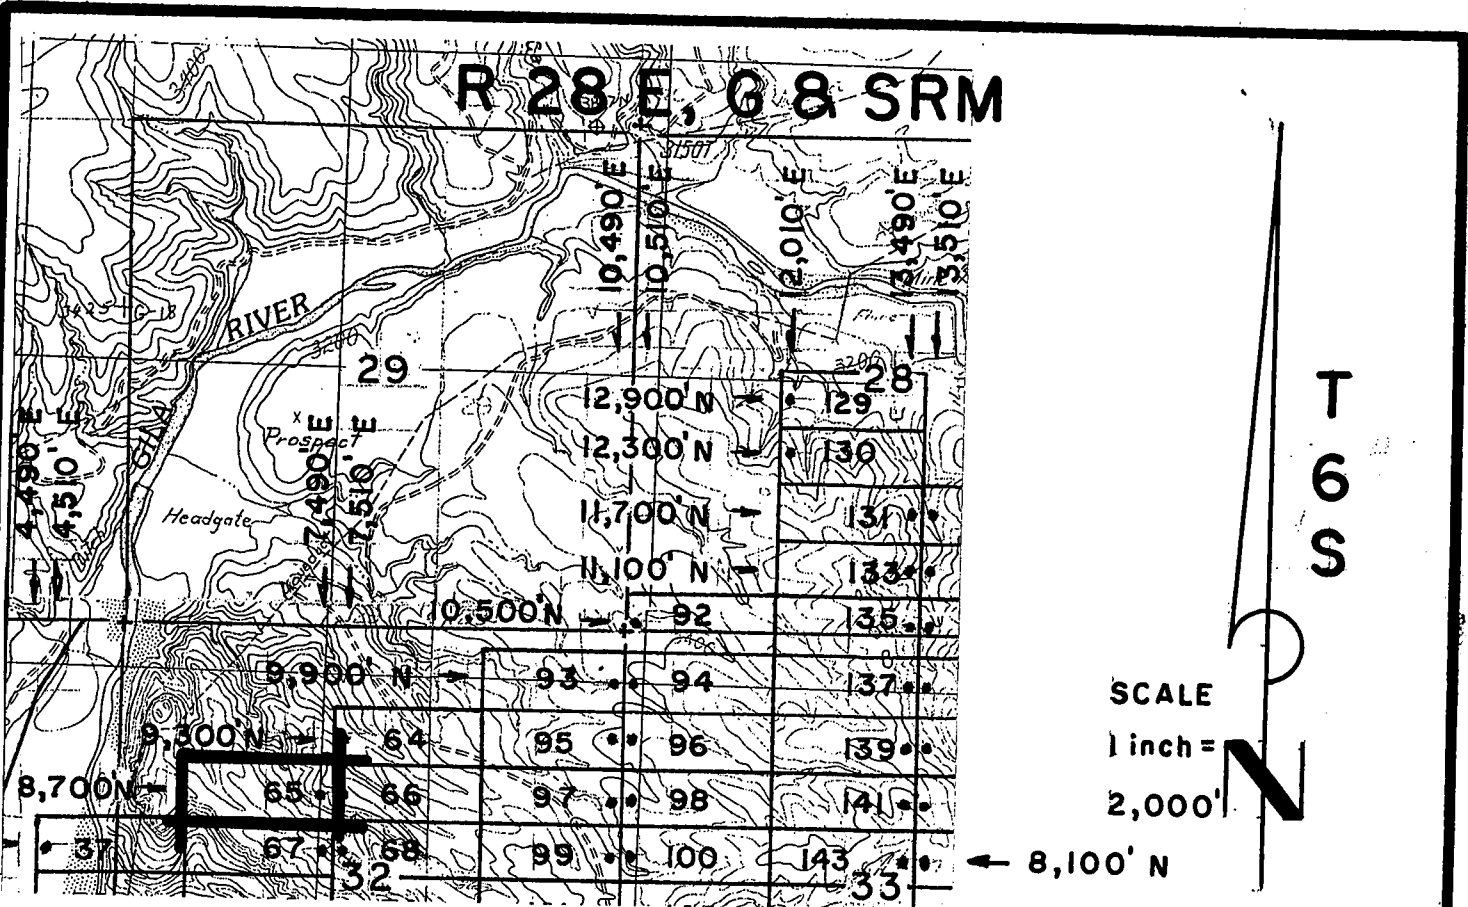 R 28 E, G & SRM
3400
3150T
10,490' E
10,510' E
12,010' E
13,490' E
13,510' E
RIVER
3200
29
3200
28
12,900' N
129
12,300' N
130
Prospect
4,490' E
4,510' E
GILA
7,490' E
7,510' E
Headgate
11,700' N
131
11,100' N
133
10,500' N
92
135
9,900' N
93
94
137
9,300' N
64
95
96
139
8,700' N
65
66
97
98
141
37
67
68
99
100
143
8,100' N
32
33
T
6
S
SCALE
1 inch =
2,000'
N